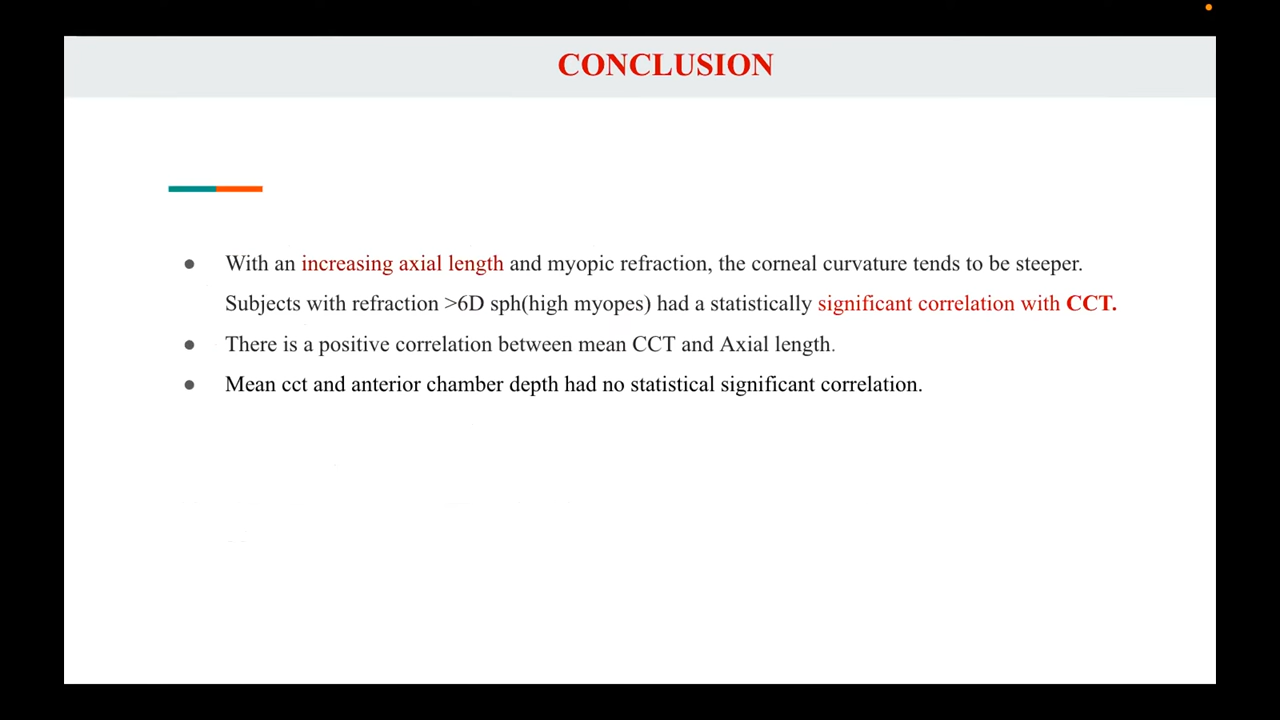 CONCLUSION
● With an increasing axial length and myopic refraction, the corneal curvature tends to be steeper.
Subjects with refraction >6D sph(high myopes) had a statistically significant correlation with CCT.
● There is a positive correlation between mean CCT and Axial length.
● Mean cct and anterior chamber depth had no statistical significant correlation.